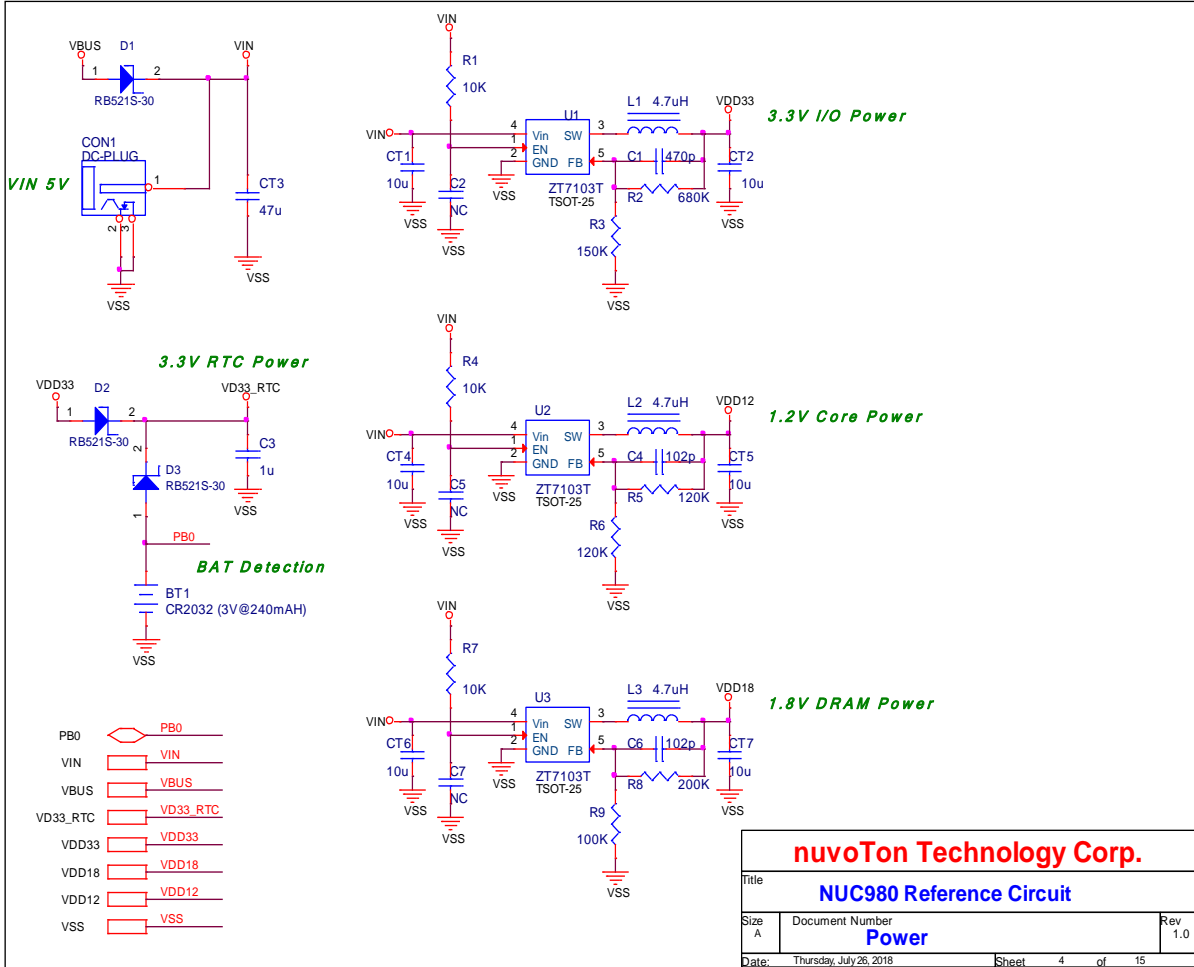 VBUS
D1
1
2
RB521S-30
VIN
CON1
DC-PLUG
1
2
3
VIN 5V
CT3
47u
VSS
VSS
VIN
R1
10K
VIN
CT1
10u
VSS
C2
NC
VSS
4
1
2
VSS
U1
Vin SW
EN
GND FB
3
5
ZT7103T
TSOT-25
L1 4.7uH
C1 470p
R2 680K
R3
150K
VSS
VDD33
CT2
10u
VSS
3.3V I/O Power
3.3V RTC Power
VDD33
D2
1
2
RB521S-30
VD33_RTC
C3
1u
VSS
2
D3
RB521S-30
1
PB0
BAT Detection
BT1
CR2032 (3V@240mAH)
VSS
VIN
R4
10K
VIN
CT4
10u
VSS
C5
NC
VSS
4
1
2
VSS
U2
Vin SW
EN
GND FB
3
5
ZT7103T
TSOT-25
L2 4.7uH
C4 102p
R5 120K
R6
120K
VSS
VDD12
CT5
10u
VSS
1.2V Core Power
VIN
R7
10K
VIN
CT6
10u
VSS
C7
NC
VSS
4
1
2
VSS
U3
Vin SW
EN
GND FB
3
5
ZT7103T
TSOT-25
L3 4.7uH
C6 102p
R8 200K
R9
100K
VSS
VDD18
CT7
10u
VSS
1.8V DRAM Power
PB0 PB0
VIN VIN
VBUS VBUS
VD33_RTC VD33_RTC
VDD33 VDD33
VDD18 VDD18
VDD12 VDD12
VSS VSS
nuvoTon Technology Corp.
Title
NUC980 Reference Circuit
Size Document Number Rev
A Power 1.0
Date: Thursday, July 26, 2018 Sheet 4 of 15